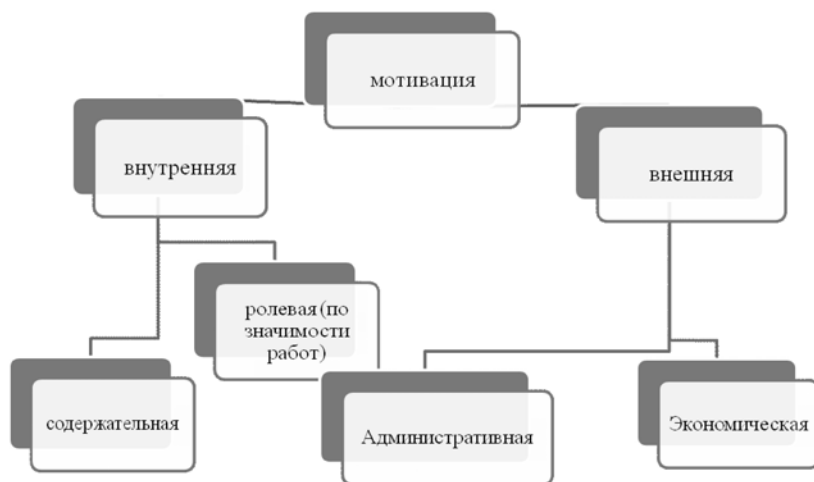 мотивация
внутренняя
внешняя
ролевая (по
значимости
работ)
содержательная
Административная
Экономическая